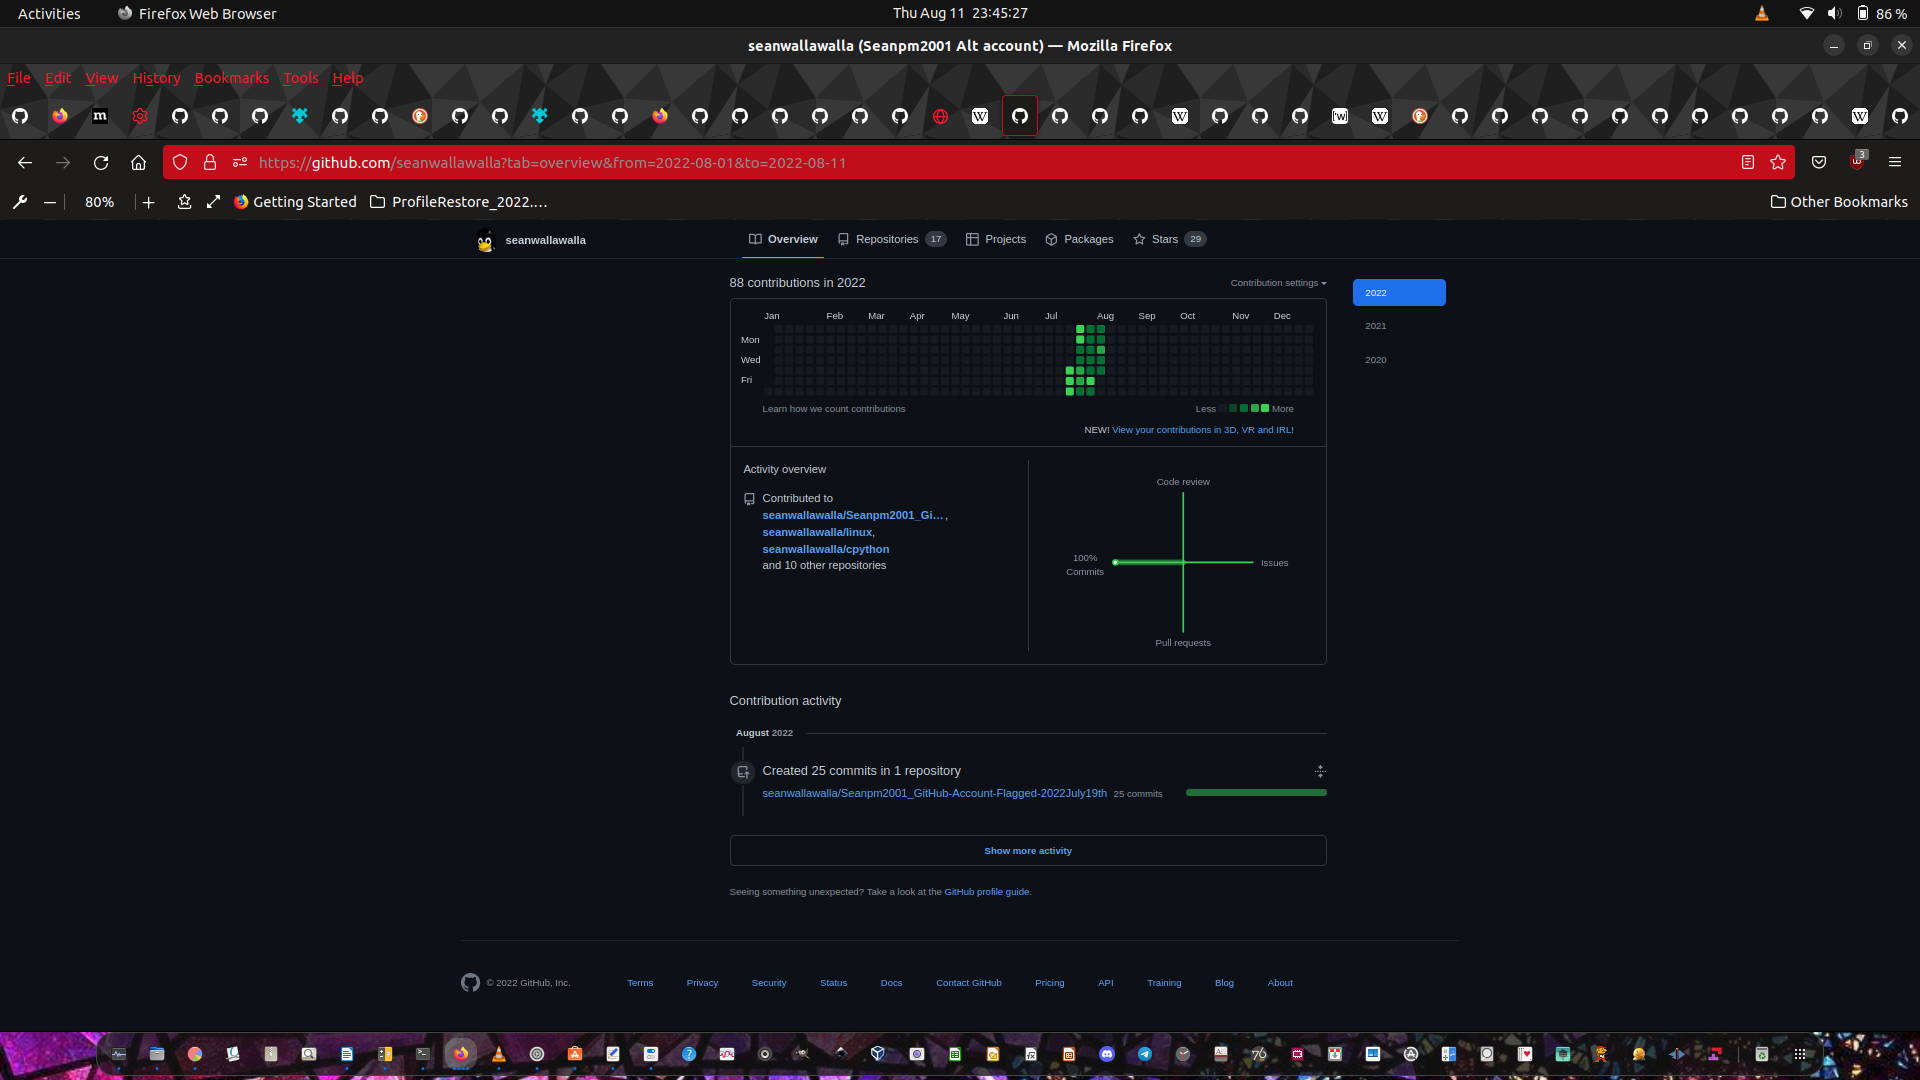 Activities Firefox Web Browser Thu Aug 11 23:45:27 86 %
seanwallawalla (Seanpm2001 Alt account) — Mozilla Firefox
File Edit View History Bookmarks Tools Help
https://github.com/seanwallawalla?tab=overview&from=2022-08-01&to=2022-08-11 3
80% Getting Started ProfileRestore_2022.… Other Bookmarks
seanwallawalla Overview Repositories 17 Projects Packages Stars 29
88 contributions in 2022 Contribution settings
2022
2021
2020
Jan Feb Mar Apr May Jun Jul Aug Sep Oct Nov Dec
Mon
Wed
Fri
Learn how we count contributions Less More
NEW! View your contributions in 3D, VR and IRL!
Activity overview
Contributed to
seanwallawalla/Seanpm2001_Gi… ,
seanwallawalla/linux,
seanwallawalla/cpython
and 10 other repositories
Code review
100%
Commits
Issues
Pull requests
Contribution activity
August 2022
Created 25 commits in 1 repository
seanwallawalla/Seanpm2001_GitHub-Account-Flagged-2022July19th 25 commits
Show more activity
Seeing something unexpected? Take a look at the GitHub profile guide.
© 2022 GitHub, Inc. Terms Privacy Security Status Docs Contact GitHub Pricing API Training Blog About